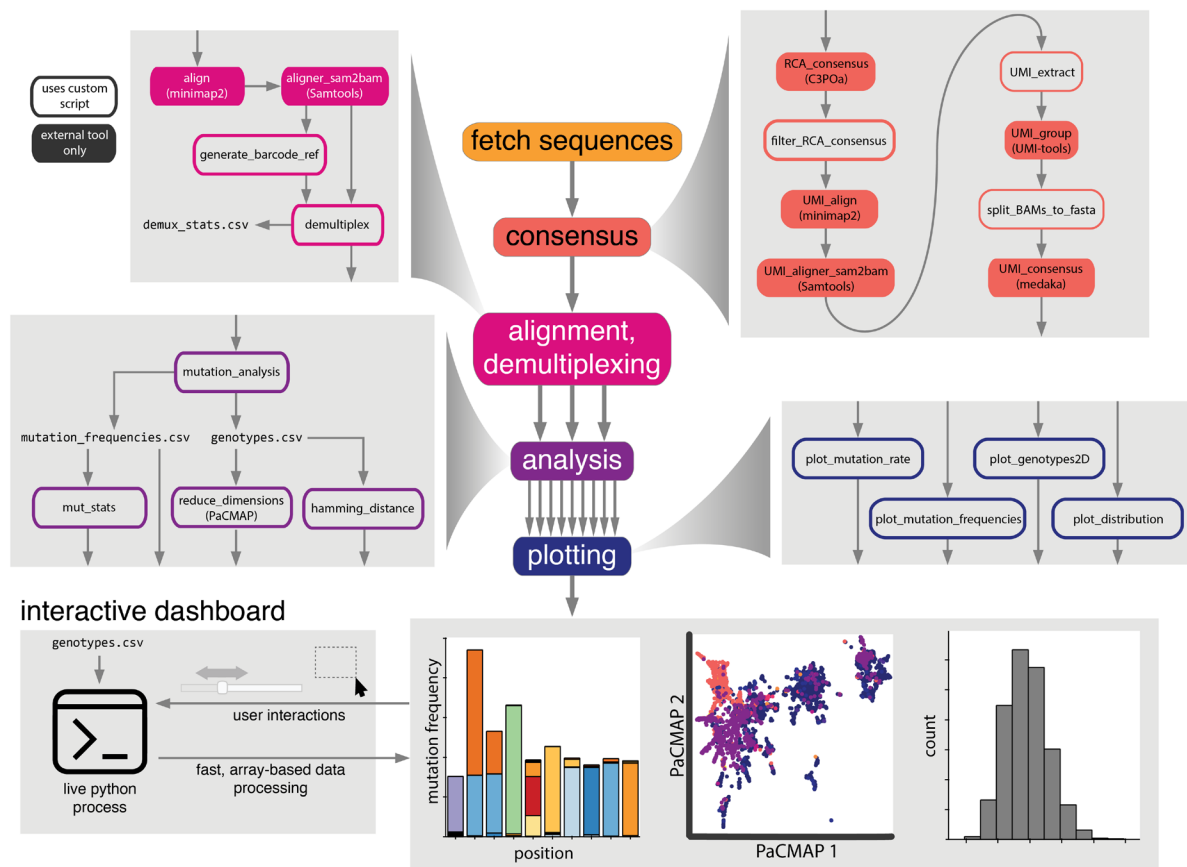 uses custom
script
external tool
only
align
(minimap2)
aligner_sam2bam
(Samtools)
generate_barcode_ref
demux_stats.csv
demultiplex
fetch sequences
consensus
alignment,
demultiplexing
analysis
plotting
RCA_consensus
(C3POa)
filter_RCA_consensus
UMI_align
(minimap2)
UMI_aligner_sam2bam
(Samtools)
UMI_extract
UMI_group
(UMI-tools)
split_BAMs_to_fasta
UMI_consensus
(medaka)
mutation_analysis
mutation_frequencies.csv
genotypes.csv
mut_stats
reduce_dimensions
(PaCMAP)
hamming_distance
plot_mutation_rate
plot_genotypes2D
plot_mutation_frequencies
plot_distribution
interactive dashboard
genotypes.csv
user interactions
fast, array-based data
processing
live python
process
mutation frequency
position
PaCMAP 2
PaCMAP 1
count